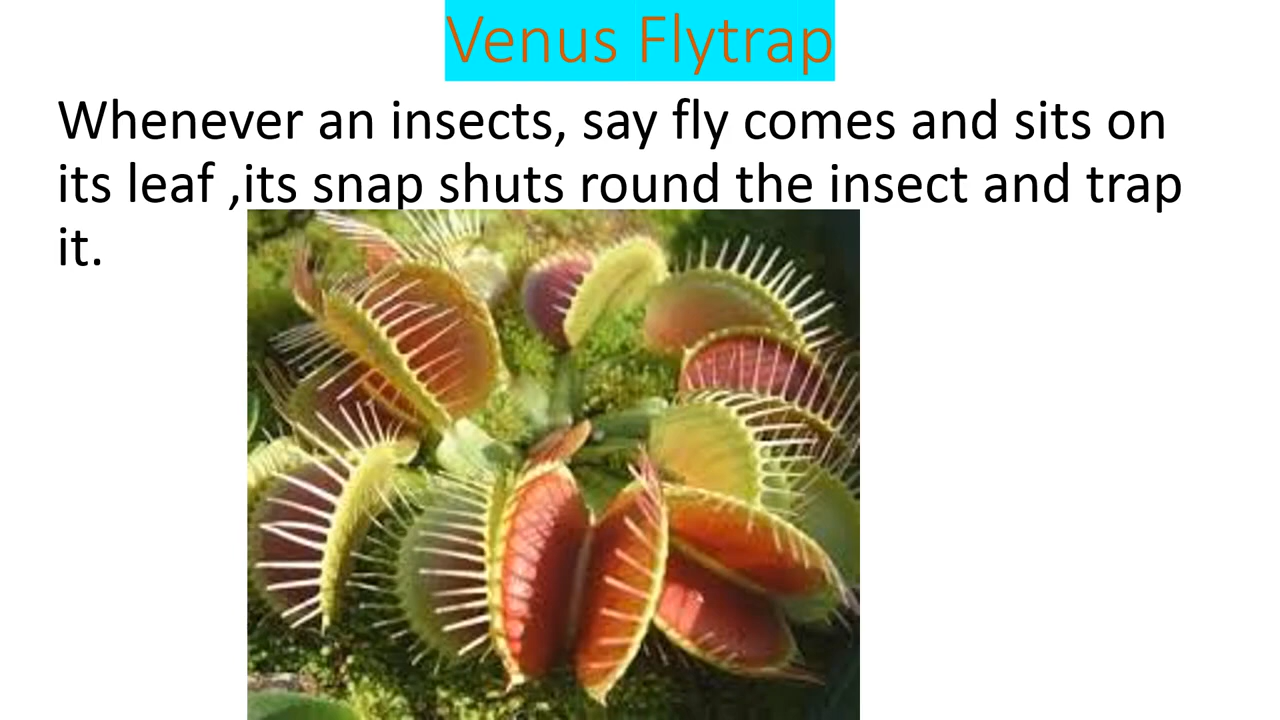 Venus Flytrap
Whenever an insects, say fly comes and sits on
its leaf ,its snap shuts round the insect and trap
it.